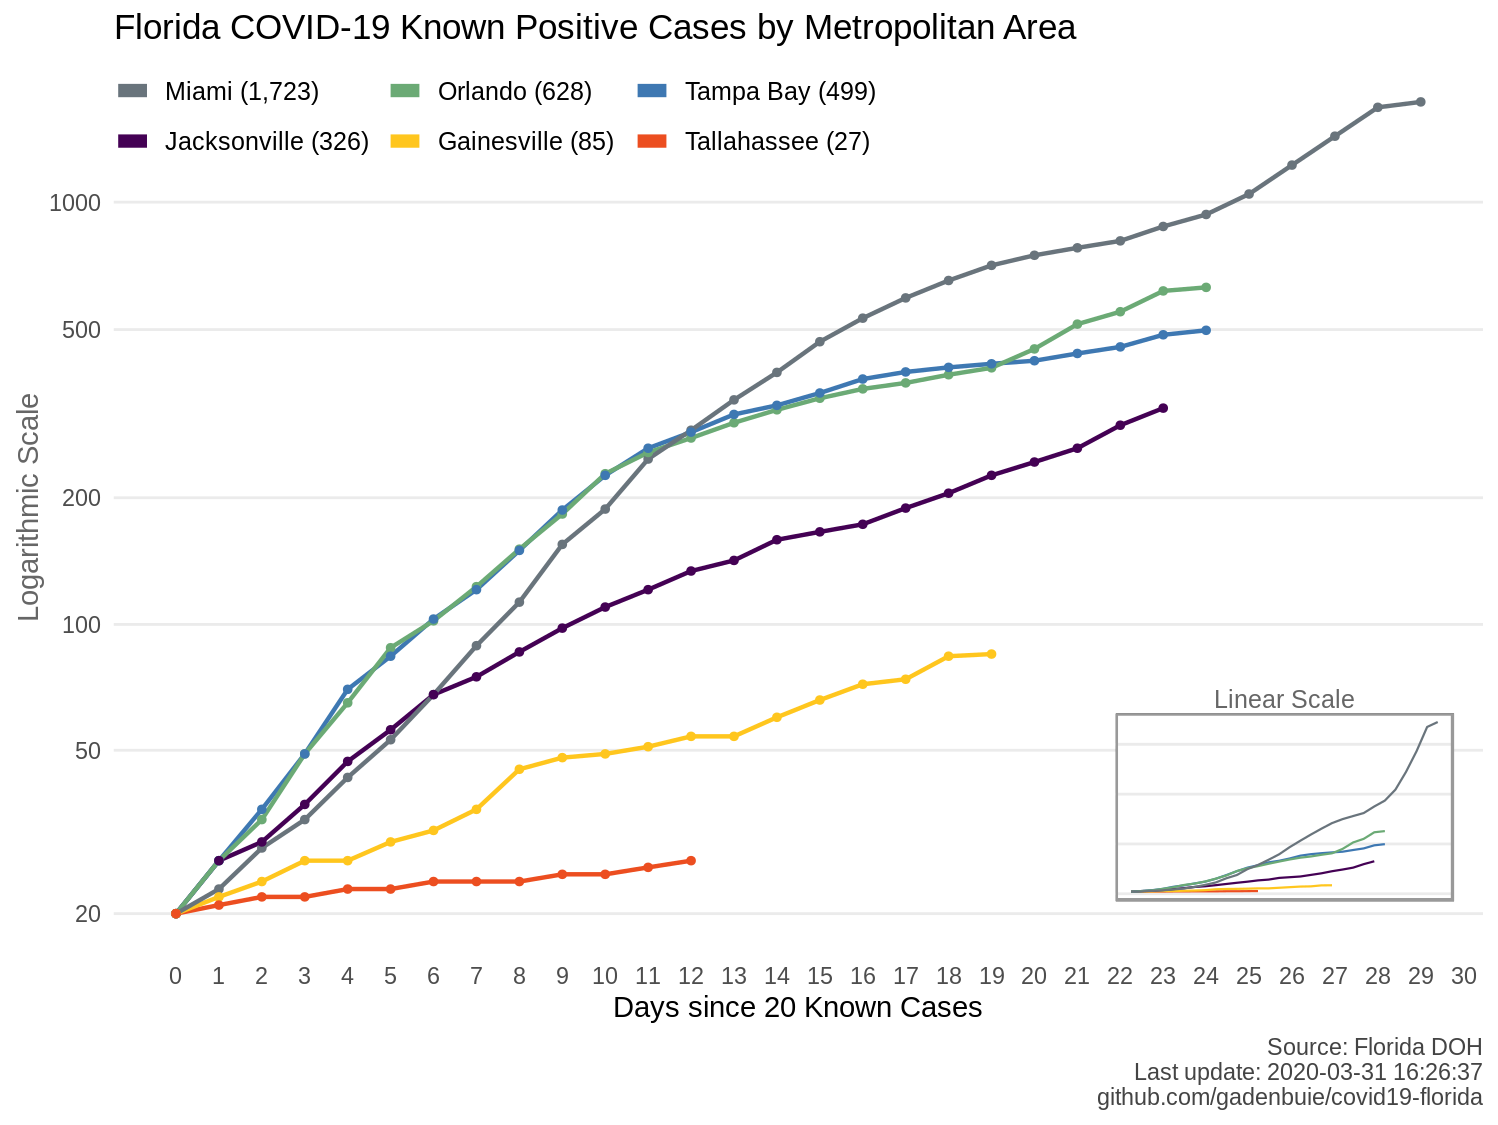 Florida COVID-19 Known Positive Cases by Metropolitan Area
Miami (1,723) Orlando (628) Tampa Bay (499)
Jacksonville (326) Gainesville (85) Tallahassee (27)
Logarithmic Scale
1000
500
200
100
50
20
Linear Scale
0 1 2 3 4 5 6 7 8 9 10 11 12 13 14 15 16 17 18 19 20 21 22 23 24 25 26 27 28 29 30
Days since 20 Known Cases
Source: Florida DOH
Last update: 2020-03-31 16:26:37
github.com/gadenbuie/covid19-florida